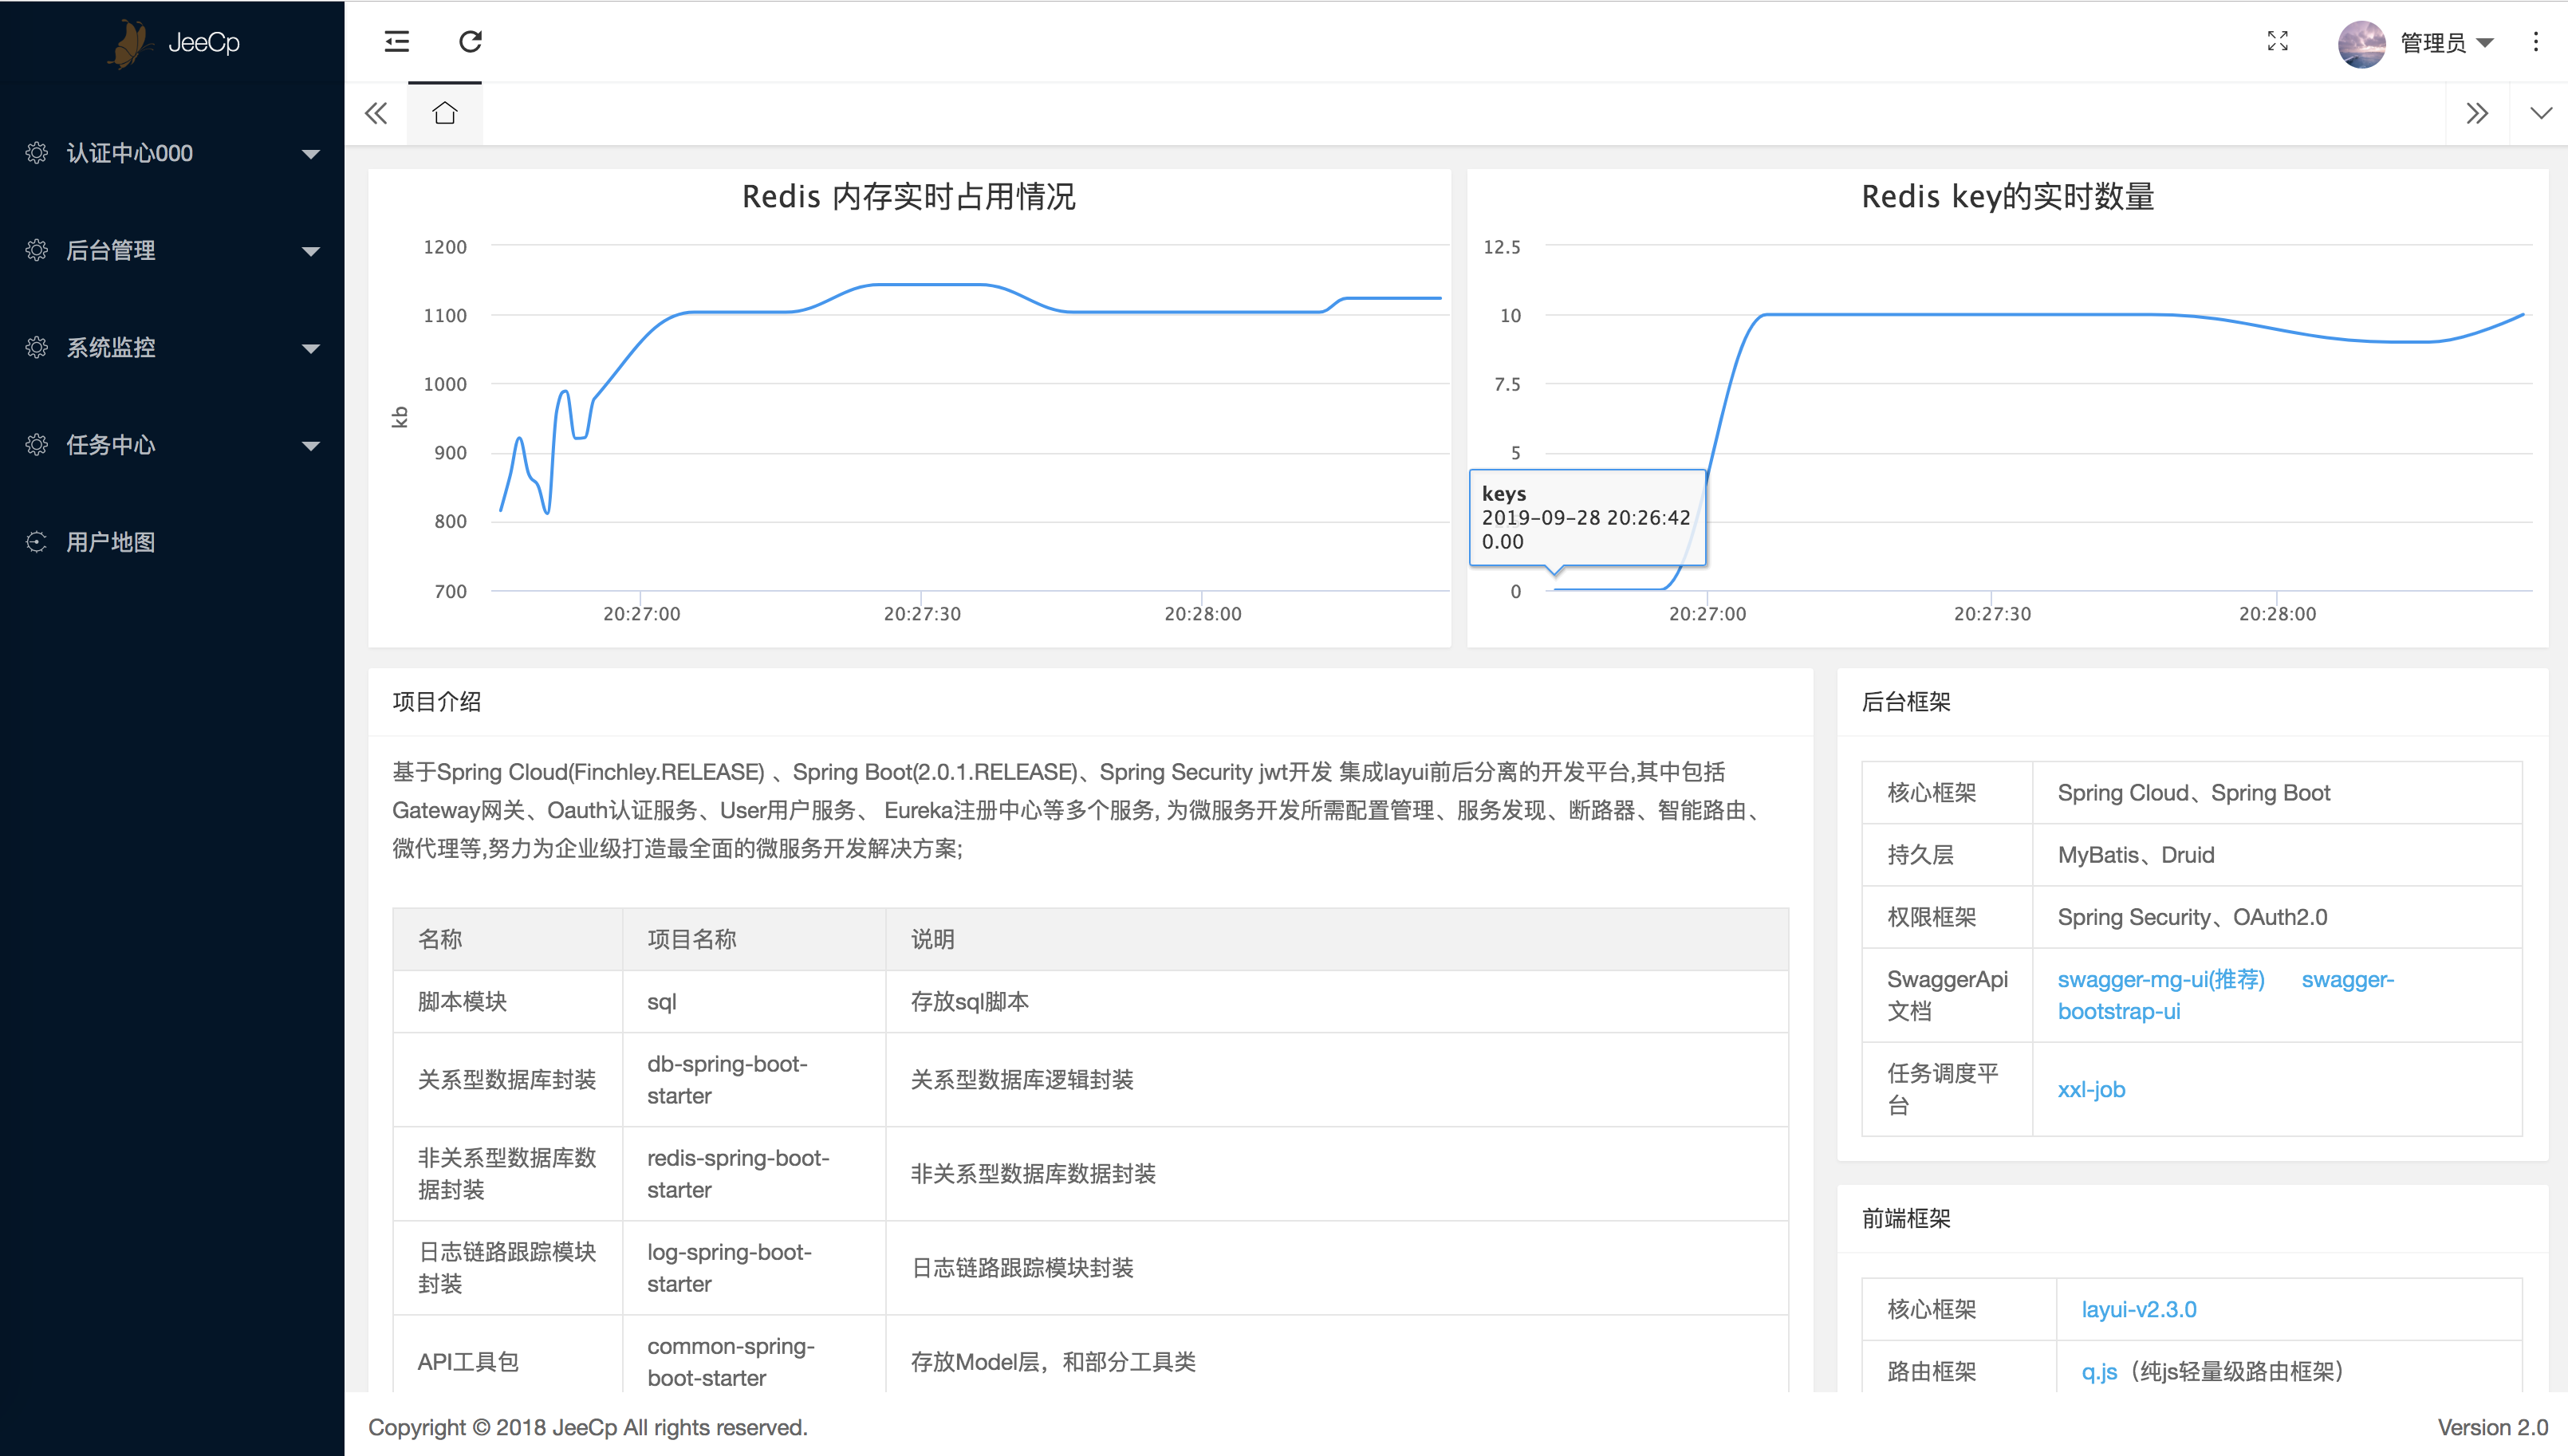 JeeCp
管理员
认证中心000
后台管理
系统监控
任务中心
用户地图
Redis 内存实时占用情况
1200
1100
1000
900
800
700
kb
20:27:00
20:27:30
20:28:00
Redis key的实时数量
12.5
10
7.5
5
0
keys
2019-09-28 20:26:42
0.00
20:27:00
20:27:30
20:28:00
项目介绍
基于Spring Cloud(Finchley.RELEASE) 、Spring Boot(2.0.1.RELEASE)、Spring Security jwt开发 集成layui前后分离的开发平台,其中包括
Gateway网关、Oauth认证服务、User用户服务、 Eureka注册中心等多个服务, 为微服务开发所需配置管理、服务发现、断路器、智能路由、
微代理等,努力为企业级打造最全面的微服务开发解决方案;
名称 项目名称 说明
脚本模块 sql 存放sql脚本
关系型数据库封装 db-spring-boot-
starter 关系型数据库逻辑封装
非关系型数据库数
据封装 redis-spring-boot-
starter 非关系型数据库数据封装
日志链路跟踪模块
封装 log-spring-boot-
starter 日志链路跟踪模块封装
API工具包 common-spring-
boot-starter 存放Model层，和部分工具类
后台框架
核心框架 Spring Cloud、Spring Boot
持久层 MyBatis、Druid
权限框架 Spring Security、OAuth2.0
SwaggerApi
文档 swagger-mg-ui(推荐) swagger-
bootstrap-ui
任务调度平
台 xxl-job
前端框架
核心框架 layui-v2.3.0
路由框架 q.js（纯js轻量级路由框架）
Copyright © 2018 JeeCp All rights reserved.
Version 2.0